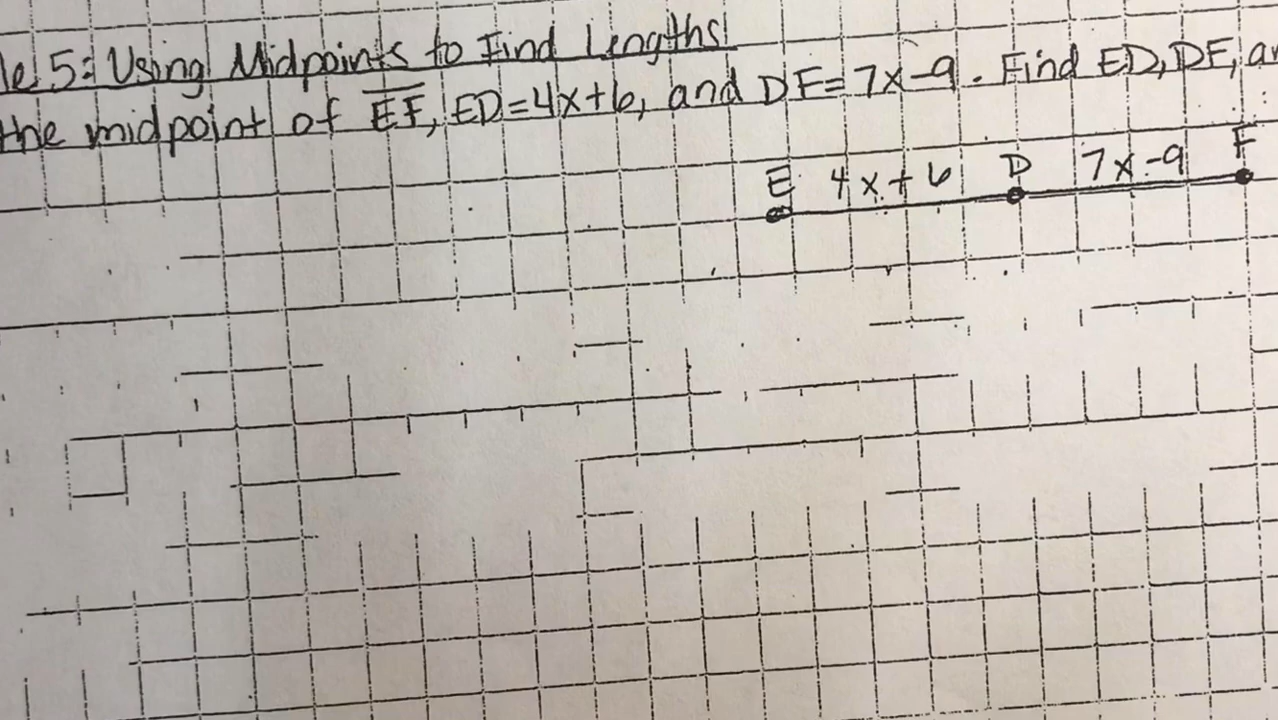 le 5: Using Midpoints to Find Lengths
the midpoint of EF, ED=4x+6, and DF=7x-9. Find ED, DF, an
E 4x+6 D 7x-9 F